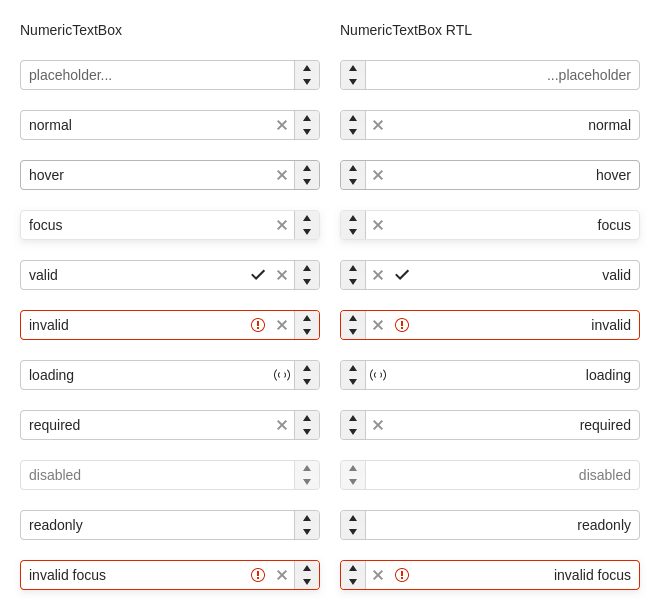 NumericTextBox
placeholder...
normal
hover
focus
valid
invalid
loading
required
disabled
readonly
invalid focus
NumericTextBox RTL
...placeholder
normal
hover
focus
valid
invalid
loading
required
disabled
readonly
invalid focus